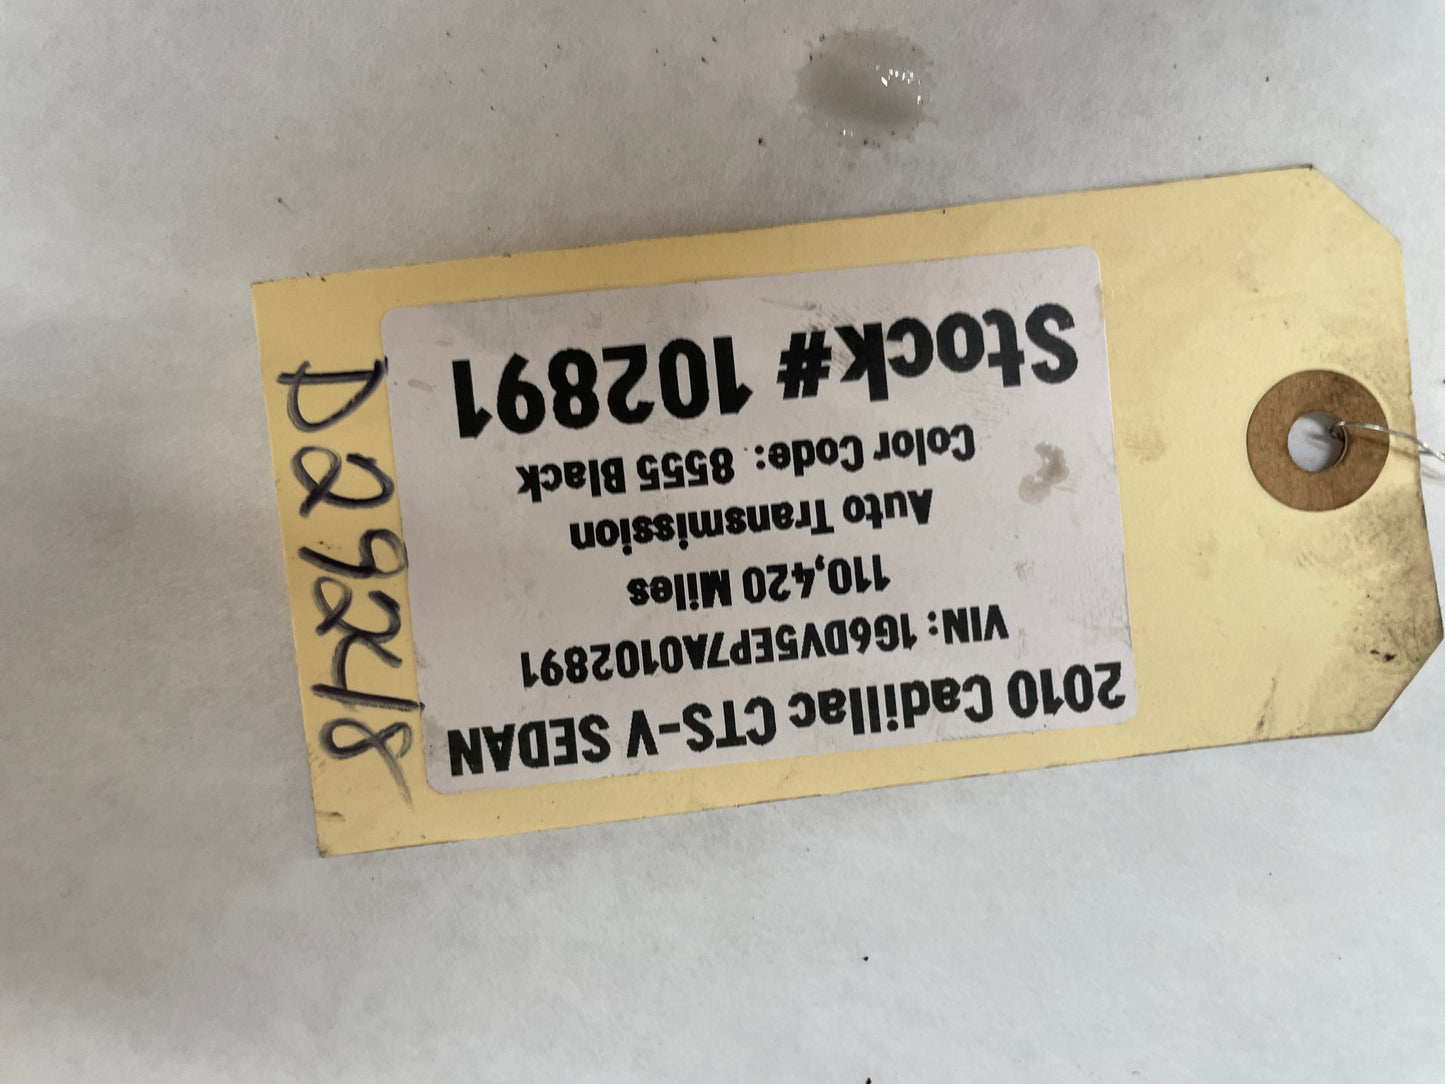 2010 Cadillac CTS-V SEDAN
VIN: 1G6DV5EP7A0102891
110,420 Miles
Auto Transmission
Color Code: 8555 Black
Stock# 102891
D29248